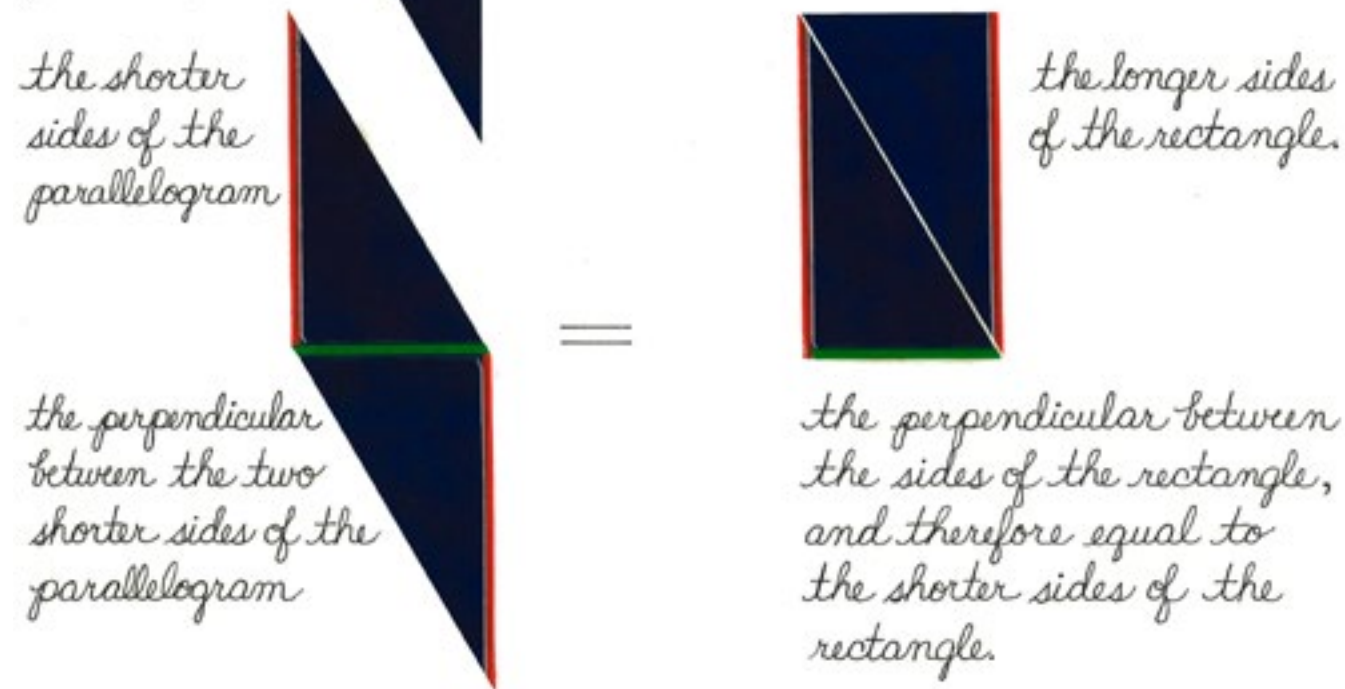 the shorter
sides of the
parallelogram
=
the longer sides
of the rectangle.
the perpendicular
between the two
shorter sides of the
parallelogram
the perpendicular between
the sides of the rectangle,
and therefore equal to
the shorter sides of the
rectangle.